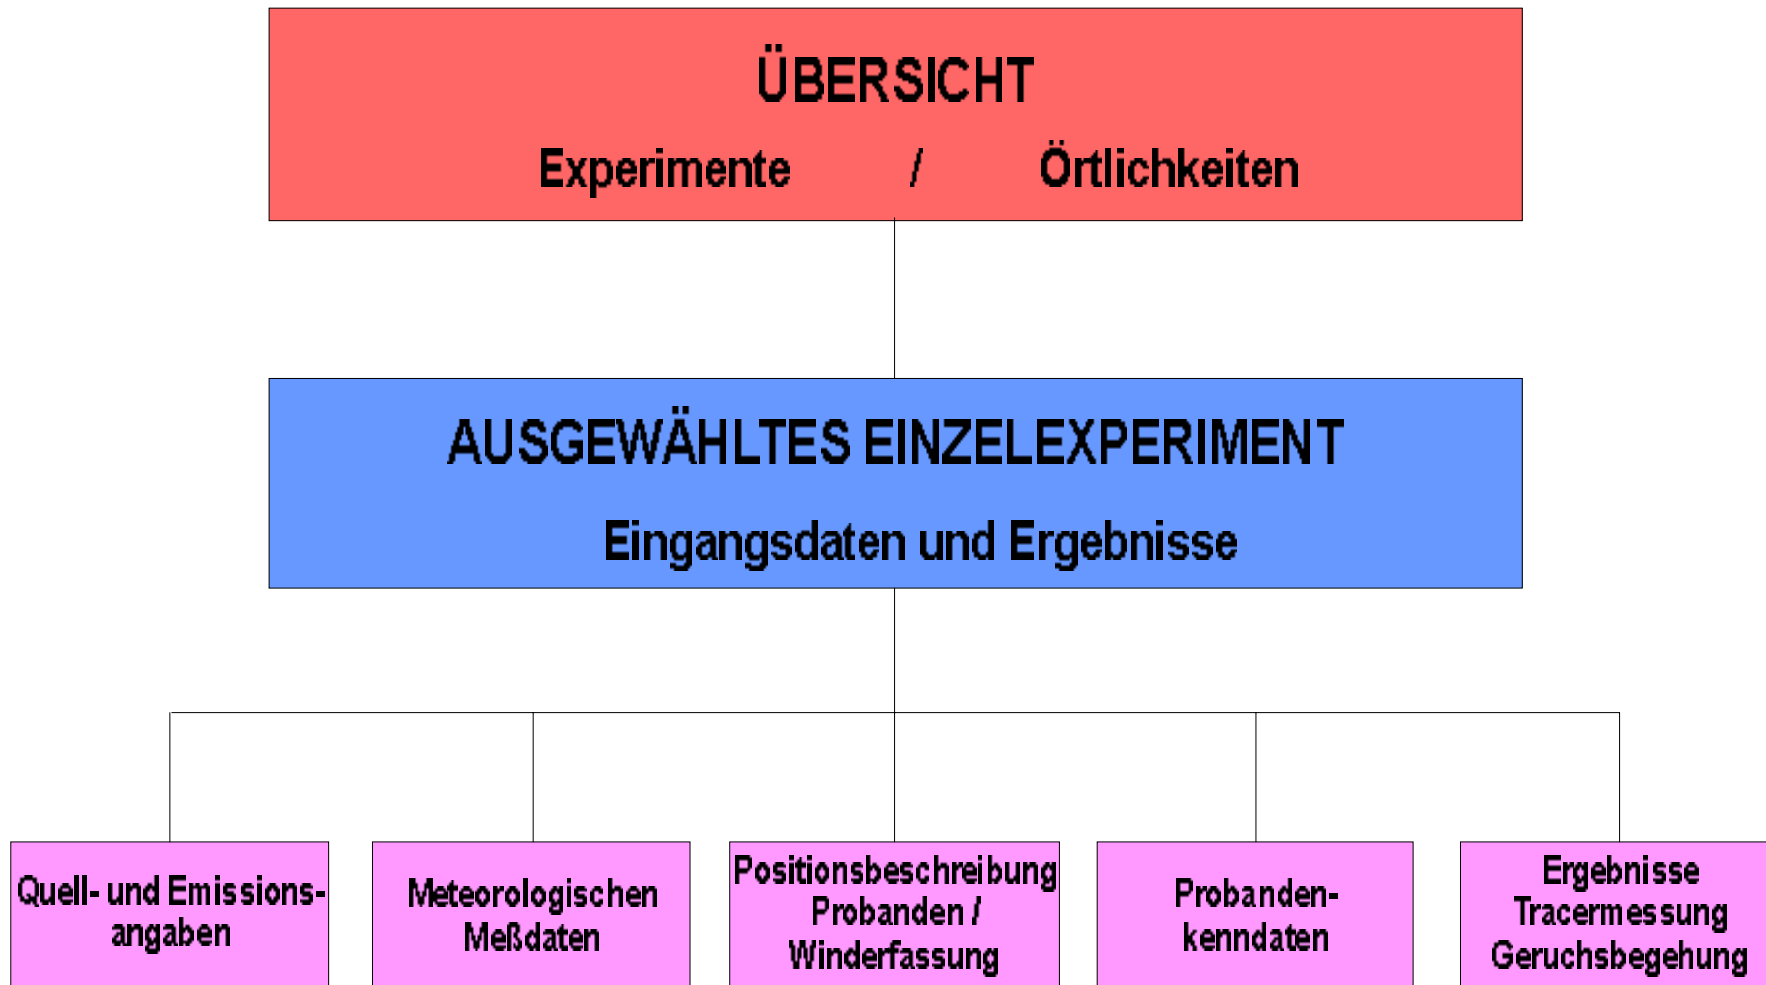 ÜBERSICHT
Experimente / Örtlichkeiten
AUSGEWÄHLTES EINZELEXPERIMENT
Eingangsdaten und Ergebnisse
Quell- und Emissions-
angaben
Meteorologischen
Meßdaten
Positionsbeschreibung
Probanden /
Winderfassung
Probanden-
kenndaten
Ergebnisse
Tracermessung
Geruchsbegehung